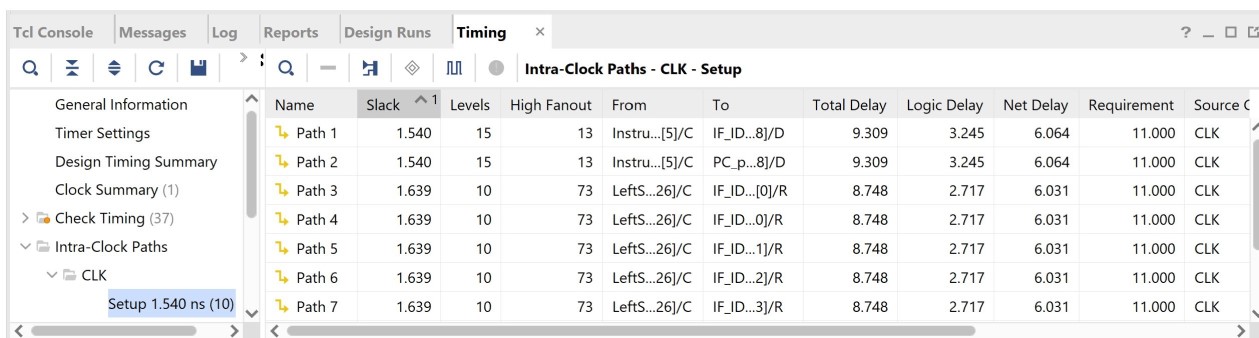 Tcl Console Messages Log Reports Design Runs Timing × ?
Intra-Clock Paths - CLK - Setup
General Information
Timer Settings
Design Timing Summary
Clock Summary (1)
Check Timing (37)
Intra-Clock Paths
CLK
Setup 1.540 ns (10)
Name Slack 1 Levels High Fanout From To Total Delay Logic Delay Net Delay Requirement Source C
Path 1 1.540 15 13 Instru...[5]/C IF_ID...8]/D 9.309 3.245 6.064 11.000 CLK
Path 2 1.540 15 13 Instru...[5]/C PC_p...8]/D 9.309 3.245 6.064 11.000 CLK
Path 3 1.639 10 73 LeftS...26]/C IF_ID...[0]/R 8.748 2.717 6.031 11.000 CLK
Path 4 1.639 10 73 LeftS...26]/C IF_ID...0]/R 8.748 2.717 6.031 11.000 CLK
Path 5 1.639 10 73 LeftS...26]/C IF_ID...1]/R 8.748 2.717 6.031 11.000 CLK
Path 6 1.639 10 73 LeftS...26]/C IF_ID...2]/R 8.748 2.717 6.031 11.000 CLK
Path 7 1.639 10 73 LeftS...26]/C IF_ID...3]/R 8.748 2.717 6.031 11.000 CLK